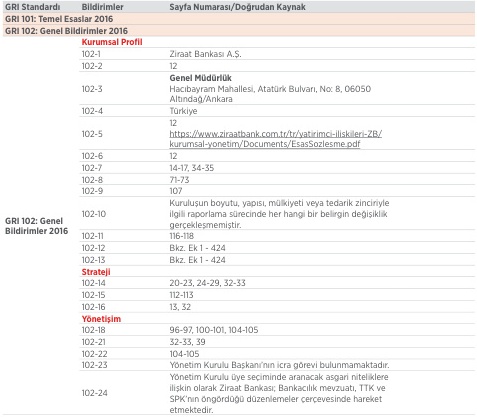 GRI Standardı Bildirimler Sayfa Numarası/Doğrudan Kaynak
GRI 101: Temel Esaslar 2016
GRI 102: Genel Bildirimler 2016
Kurumsal Profil
102-1 Ziraat Bankası A.Ş.
102-2 12
Genel Müdürlük
102-3 Hacıbayram Mahallesi, Atatürk Bulvarı, No: 8, 06050
Altındağ/Ankara
102-4 Türkiye
12
102-5 https://www.ziraatbank.com.tr/tr/yatirimci-iliskileri-ZB/
kurumsal-yonetim/Documents/EsasSozlesme.pdf
102-6 12
102-7 14-17, 34-35
102-8 71-73
102-9 107
Kuruluşun boyutu, yapısı, mülkiyeti veya tedarik zinciriyle
102-10 ilgili raporlama sürecinde her hangi bir belirgin değişiklik
gerçekleşmemiştir.
GRI 102: Genel
Bildirimler 2016
102-11 116-118
102-12 Bkz. Ek 1 - 424
102-13 Bkz. Ek 1 - 424
Strateji
102-14 20-23, 24-29, 32-33
102-15 112-113
102-16 13, 32
Yönetişim
102-18 96-97, 100-101, 104-105
102-21 32-33, 39
102-22 104-105
102-23 Yönetim Kurulu Başkanı'nın icra görevi bulunmamaktadır.
Yönetim Kurulu üye seçiminde aranacak asgari niteliklere
102-24 ilişkin olarak Ziraat Bankası; Bankacılık mevzuatı, TTK ve
SPK'nın öngördüğü düzenlemeler çerçevesinde hareket
etmektedir.